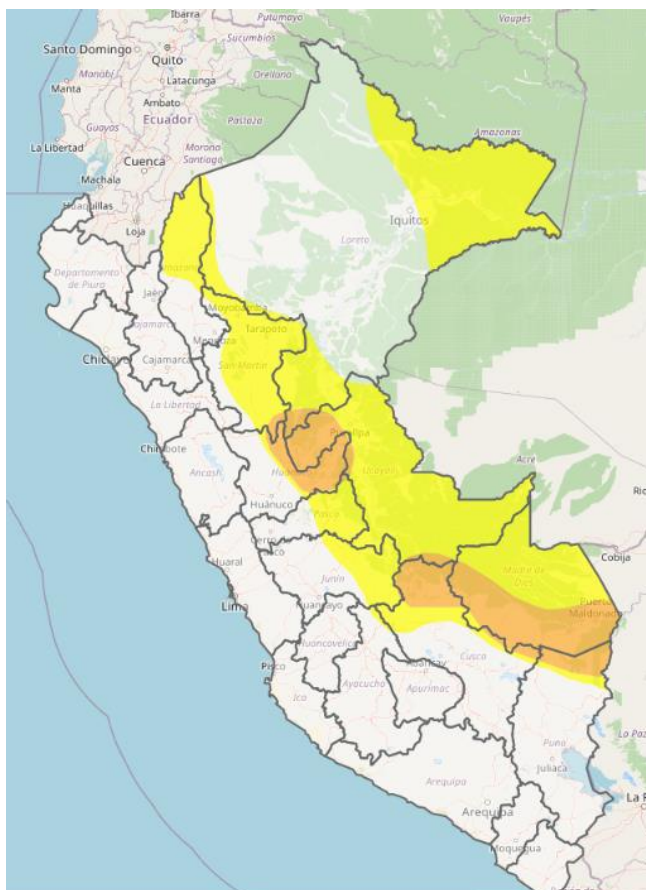 Ibarra
Putumayo
Vaupés
Santo Domingo
Sucumbíos
Quito
Manabí
Latacunga
Orellana
Manta
Ambato
Ecuador
Guayas
Pastaza
Amazonas
La Libertad
Morona
Santiago
Cuenca
Machala
Huaquillas
Iquitos
Loja
Loreto
Departamento
de Piura
Jaén
Moyobamba
Cajamarca
Tarapoto
Chiclayo
Cajamarca
San Martín
La Libertad
Chimbote
Ucayali
Ancash
Acre
Huánuco
Pasco
Cerro de
Pasco
Cobija
Huaral
Junín
Madre de
Dios
Lima
Huancayo
Puerto
Maldonado
Huancavelica
Pisco
Cusco
Abancay
Ica
Ayacucho
Apurímac
La Paz
Puno
Juliaca
Arequipa
Arequipa
Moquegua